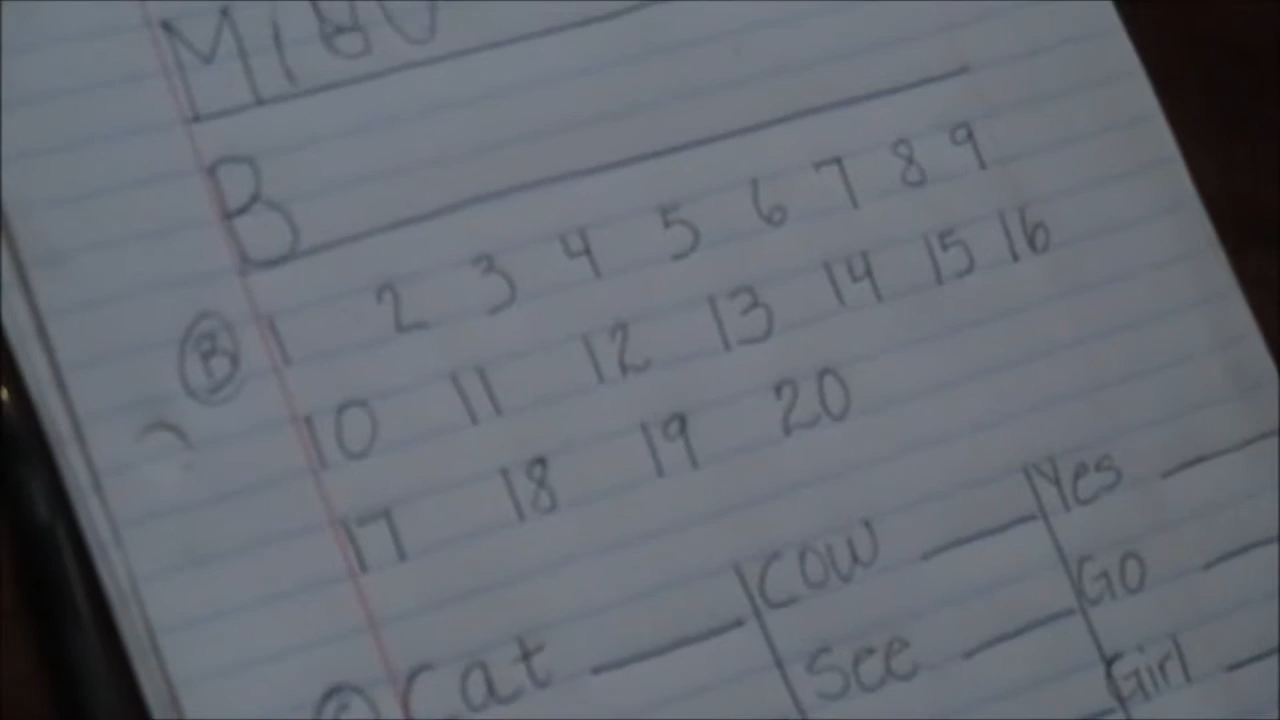 B
B 1 2 3 4 5 6 7 8 9
10 11 12 13 14 15 16
17 18 19 20
Cat Cow Yes
See Go
Girl